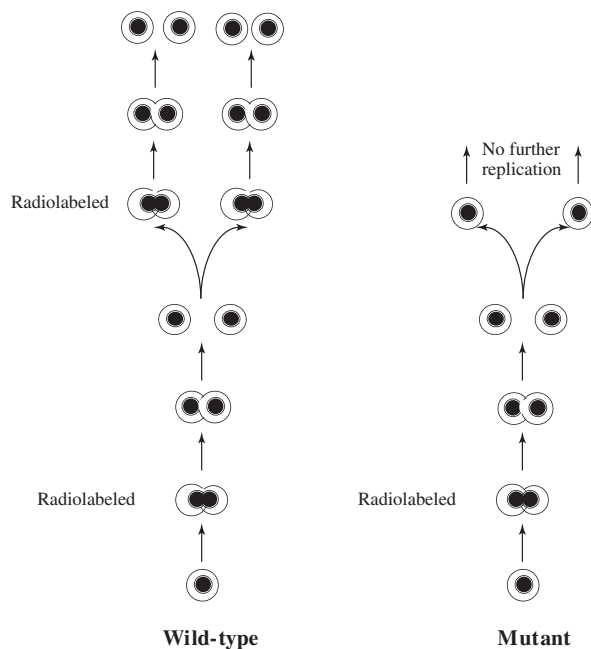 No further
replication
Radiolabeled
Radiolabeled
Radiolabeled
Wild-type
Mutant